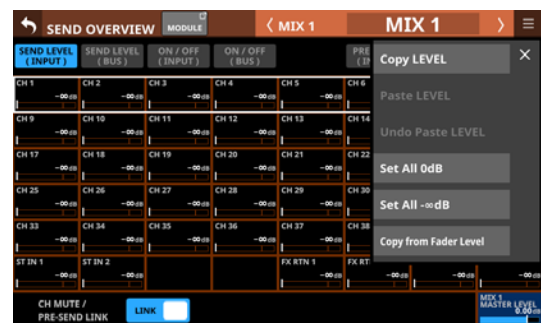 SEND OVERVIEW
MODULE
MIX 1
MIX 1
SEND LEVEL
(INPUT)
SEND LEVEL
(BUS)
ON / OFF
(INPUT)
ON / OFF
(BUS)
PRE
Copy LEVEL
Paste LEVEL
Undo Paste LEVEL
Set All 0dB
Set All -∞dB
Copy from Fader Level
CH 1 CH 2 CH 3 CH 4 CH 5 CH 6
-∞dB -∞dB -∞dB -∞dB -∞dB
CH 9 CH 10 CH 11 CH 12 CH 13 CH 14
-∞dB -∞dB -∞dB -∞dB -∞dB
CH 17 CH 18 CH 19 CH 20 CH 21 CH 22
-∞dB -∞dB -∞dB -∞dB -∞dB
CH 25 CH 26 CH 27 CH 28 CH 29 CH 30
-∞dB -∞dB -∞dB -∞dB -∞dB
CH 33 CH 34 CH 35 CH 36 CH 37 CH 38
-∞dB -∞dB -∞dB -∞dB -∞dB
ST IN 1 ST IN 2 FX RTN 1 FX RT
-∞dB -∞dB -∞dB -∞dB -∞dB -∞dB
CH MUTE /
PRE-SEND LINK
LINK
MIX 1
MASTER LEVEL
0.00dB